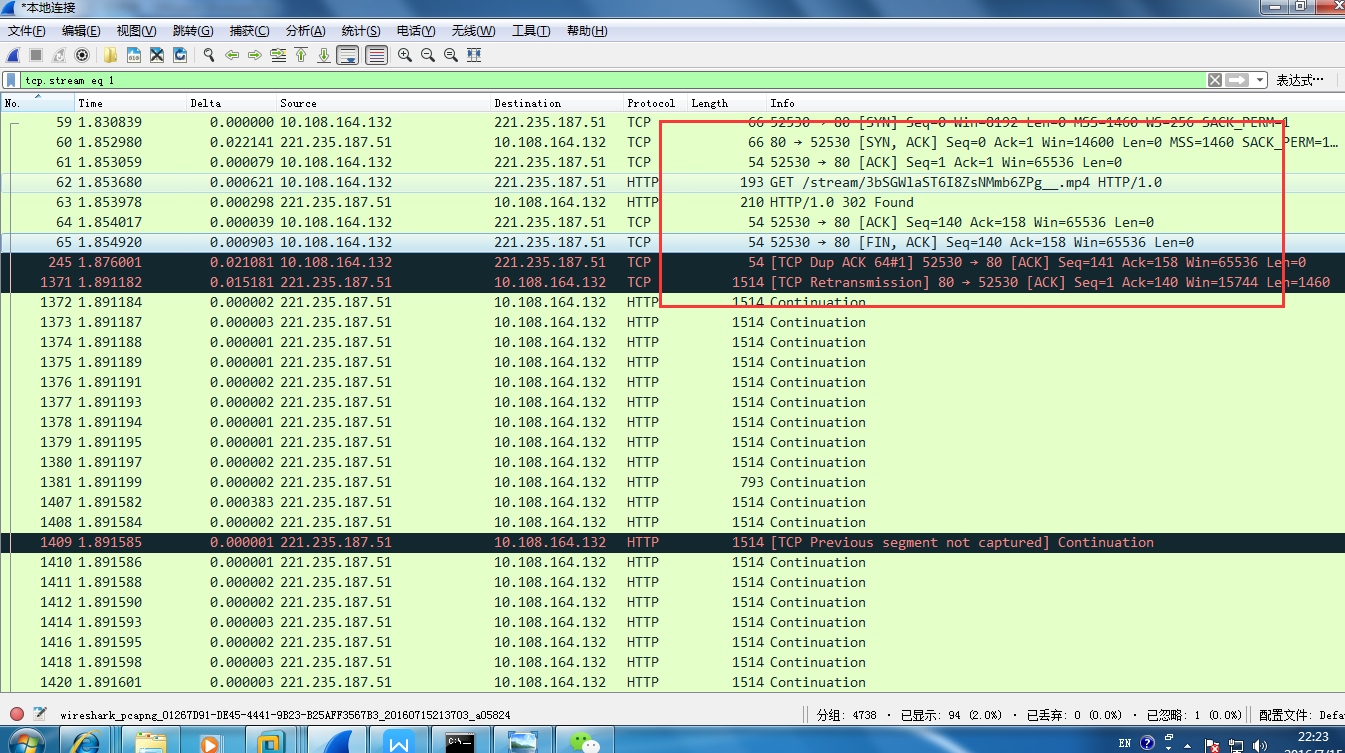 *本地连接
文件(F) 编辑(E) 视图(V) 跳转(G) 捕获(C) 分析(A) 统计(S) 电话(Y) 无线(W) 工具(T) 帮助(H)
tcp.stream eq 1 表达式…
No. Time Delta Source Destination Protocol Length Info
59 1.830839 0.000000 10.108.164.132 221.235.187.51 TCP 66 52530 → 80 [SYN] Seq=0 Win=8192 Len=0 MSS=1460 WS=256 SACK_PERM=1
60 1.852980 0.022141 221.235.187.51 10.108.164.132 TCP 66 80 → 52530 [SYN, ACK] Seq=0 Ack=1 Win=14600 Len=0 MSS=1460 SACK_PERM=1…
61 1.853059 0.000079 10.108.164.132 221.235.187.51 TCP 54 52530 → 80 [ACK] Seq=1 Ack=1 Win=65536 Len=0
62 1.853680 0.000621 10.108.164.132 221.235.187.51 HTTP 193 GET /stream/3bSGWlaST6I8ZsNMmb6ZPg__.mp4 HTTP/1.0
63 1.853978 0.000298 221.235.187.51 10.108.164.132 HTTP 210 HTTP/1.0 302 Found
64 1.854017 0.000039 10.108.164.132 221.235.187.51 TCP 54 52530 → 80 [ACK] Seq=140 Ack=158 Win=65536 Len=0
65 1.854920 0.000903 10.108.164.132 221.235.187.51 TCP 54 52530 → 80 [FIN, ACK] Seq=140 Ack=158 Win=65536 Len=0
245 1.876001 0.021081 10.108.164.132 221.235.187.51 TCP 54 [TCP Dup ACK 64#1] 52530 → 80 [ACK] Seq=141 Ack=158 Win=65536 Len=0
1371 1.891182 0.015181 221.235.187.51 10.108.164.132 TCP 1514 [TCP Retransmission] 80 → 52530 [ACK] Seq=1 Ack=140 Win=15744 Len=1460
1372 1.891184 0.000002 221.235.187.51 10.108.164.132 HTTP 1514 Continuation
1373 1.891187 0.000003 221.235.187.51 10.108.164.132 HTTP 1514 Continuation
1374 1.891188 0.000001 221.235.187.51 10.108.164.132 HTTP 1514 Continuation
1375 1.891189 0.000001 221.235.187.51 10.108.164.132 HTTP 1514 Continuation
1376 1.891191 0.000002 221.235.187.51 10.108.164.132 HTTP 1514 Continuation
1377 1.891193 0.000002 221.235.187.51 10.108.164.132 HTTP 1514 Continuation
1378 1.891194 0.000001 221.235.187.51 10.108.164.132 HTTP 1514 Continuation
1379 1.891195 0.000001 221.235.187.51 10.108.164.132 HTTP 1514 Continuation
1380 1.891197 0.000002 221.235.187.51 10.108.164.132 HTTP 1514 Continuation
1381 1.891199 0.000002 221.235.187.51 10.108.164.132 HTTP 793 Continuation
1407 1.891582 0.000383 221.235.187.51 10.108.164.132 HTTP 1514 Continuation
1408 1.891584 0.000002 221.235.187.51 10.108.164.132 HTTP 1514 Continuation
1409 1.891585 0.000001 221.235.187.51 10.108.164.132 HTTP 1514 [TCP Previous segment not captured] Continuation
1410 1.891586 0.000001 221.235.187.51 10.108.164.132 HTTP 1514 Continuation
1411 1.891588 0.000002 221.235.187.51 10.108.164.132 HTTP 1514 Continuation
1412 1.891590 0.000002 221.235.187.51 10.108.164.132 HTTP 1514 Continuation
1414 1.891593 0.000003 221.235.187.51 10.108.164.132 HTTP 1514 Continuation
1416 1.891595 0.000002 221.235.187.51 10.108.164.132 HTTP 1514 Continuation
1418 1.891598 0.000003 221.235.187.51 10.108.164.132 HTTP 1514 Continuation
1420 1.891601 0.000003 221.235.187.51 10.108.164.132 HTTP 1514 Continuation
wireshark_pcapng_01267D91-DE45-4441-9B23-B25AFF3567B3_20160715213703_a05824 分组: 4738 · 已显示: 94 (2.0%) · 已丢弃: 0 (0.0%) · 已忽略: 1 (0.0%) 配置文件: Defa
EN 22:23